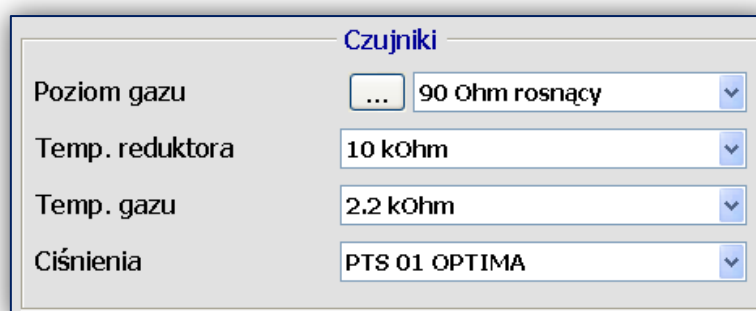 Czujniki
Poziom gazu ... 90 Ohm rosnący
Temp. reduktora 10 kOhm
Temp. gazu 2.2 kOhm
Ciśnienia PTS 01 OPTIMA